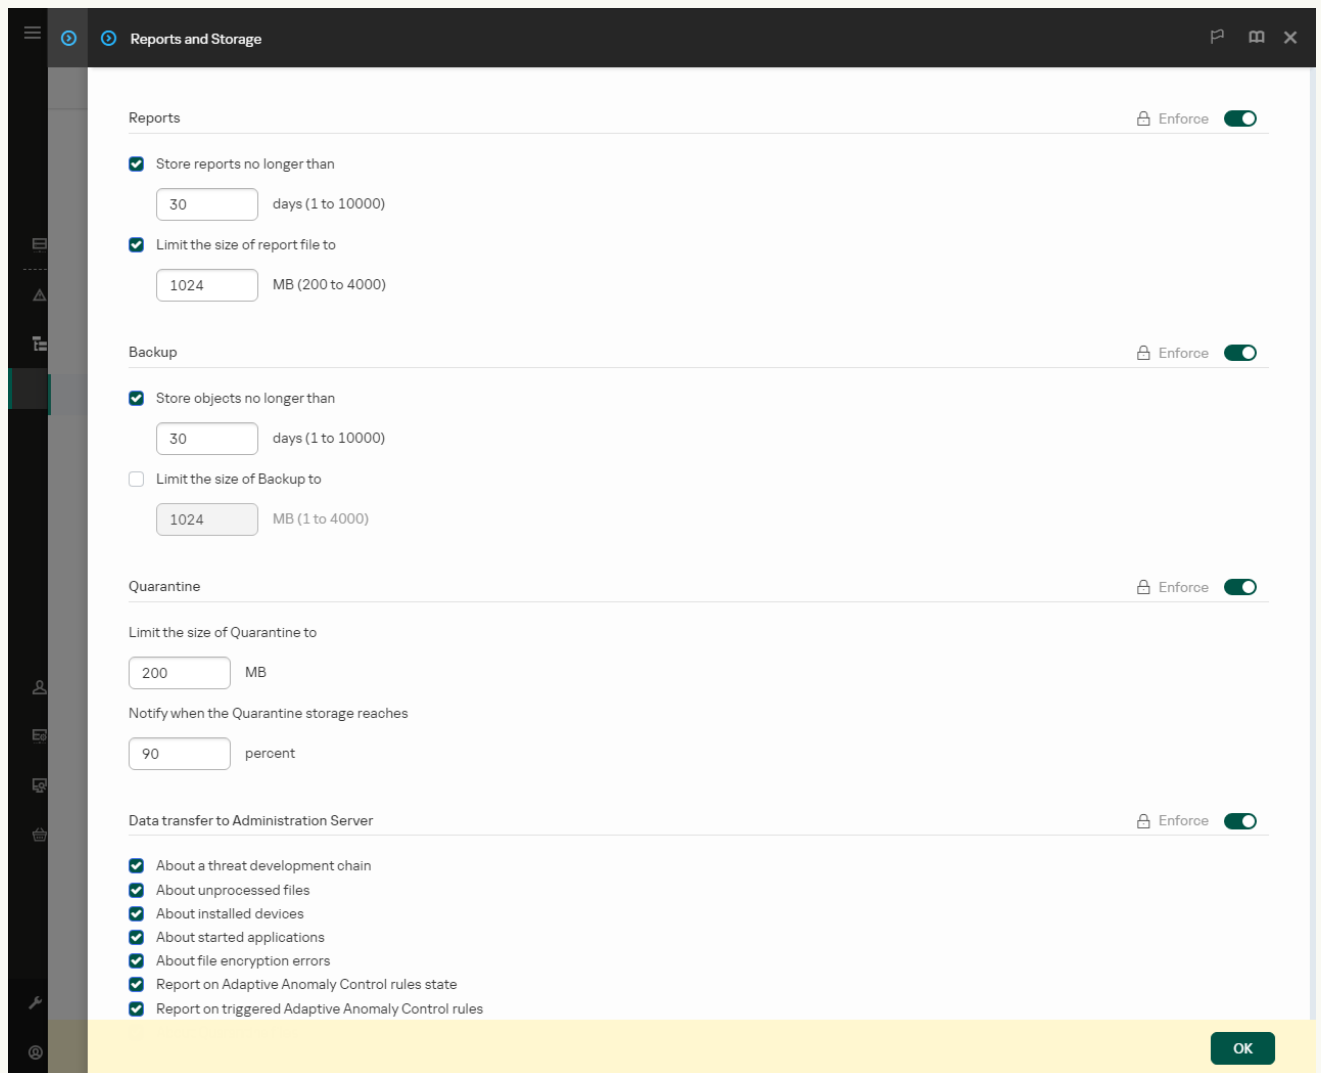 Reports and Storage
Reports
Enforce
Store reports no longer than
30
days (1 to 10000)
Limit the size of report file to
1024
MB (200 to 4000)
Backup
Enforce
Store objects no longer than
30
days (1 to 10000)
Limit the size of Backup to
1024
MB (1 to 4000)
Quarantine
Enforce
Limit the size of Quarantine to
200
MB
Notify when the Quarantine storage reaches
90
percent
Data transfer to Administration Server
Enforce
About a threat development chain
About unprocessed files
About installed devices
About started applications
About file encryption errors
Report on Adaptive Anomaly Control rules state
Report on triggered Adaptive Anomaly Control rules
OK